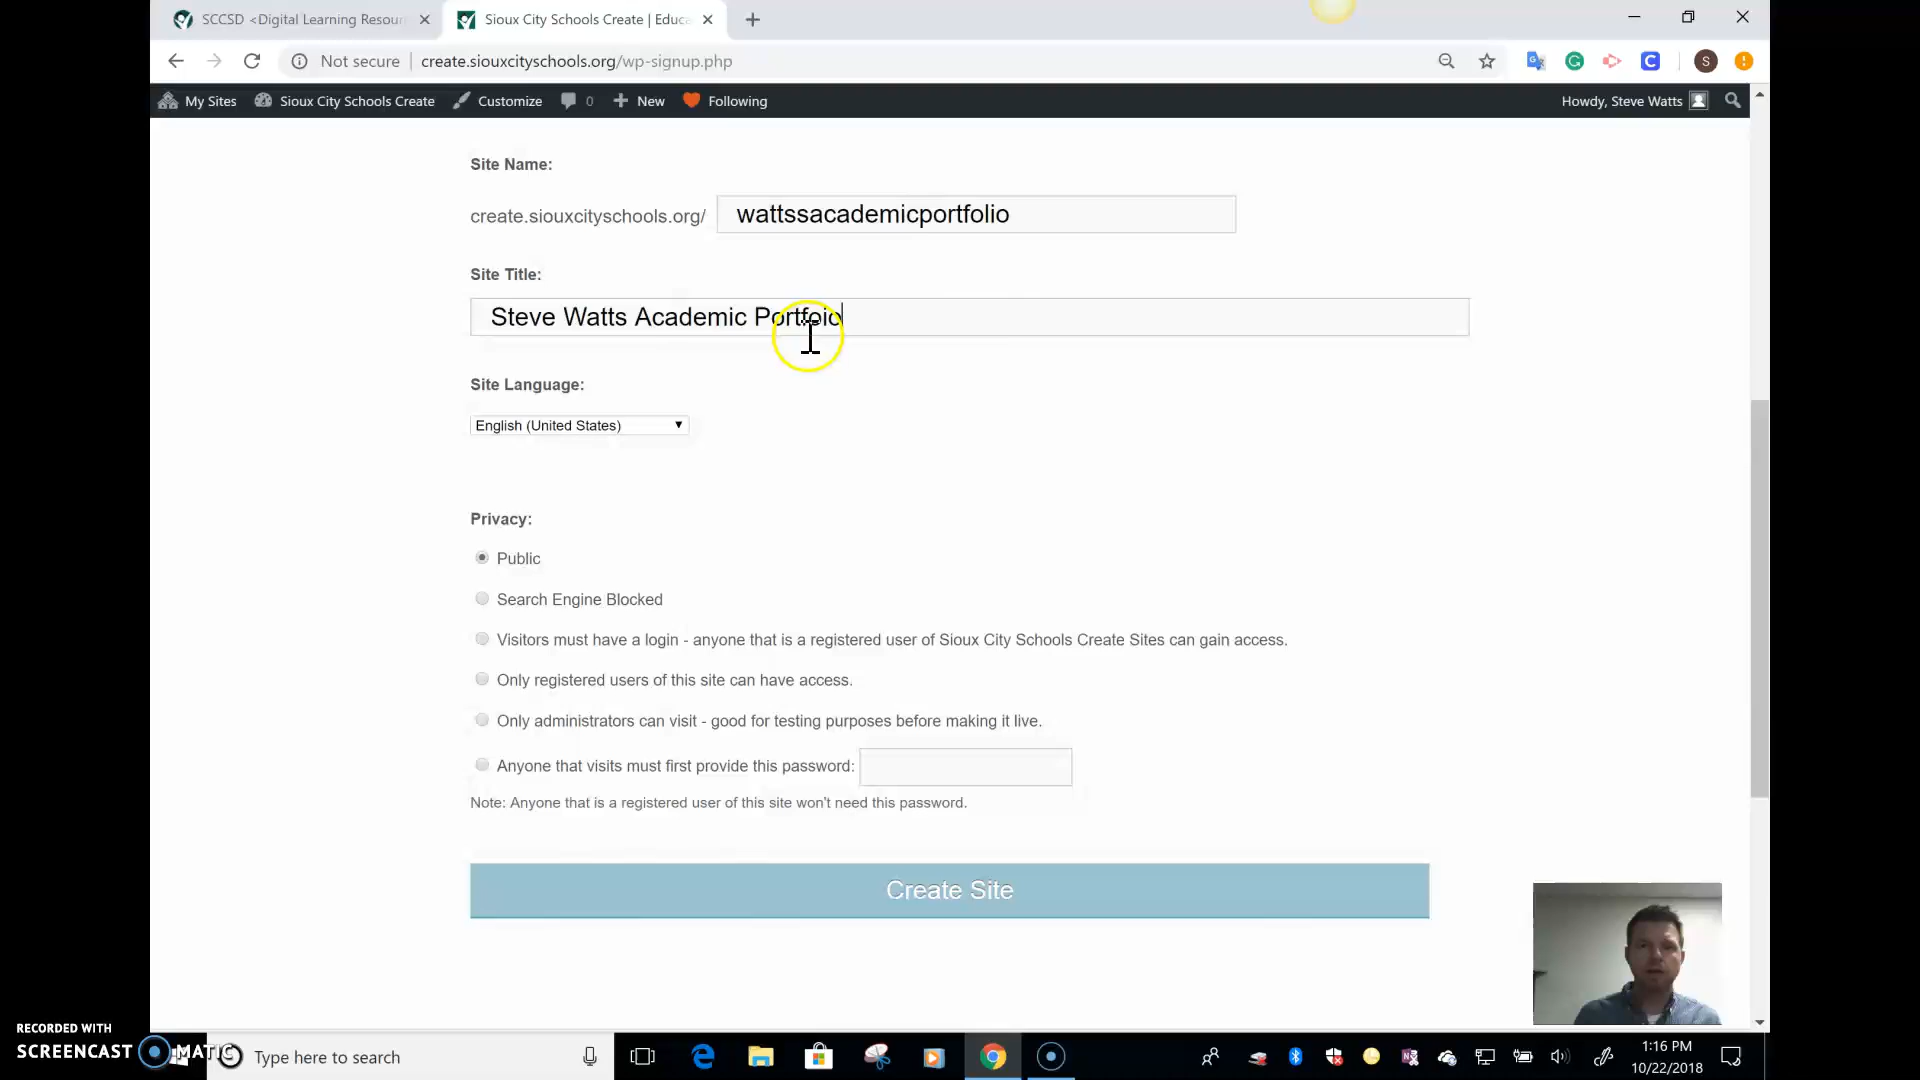 SCCSD <Digital Learning Resour
Sioux City Schools Create | Educa
Not secure | create.siouxcityschools.org/wp-signup.php
S
My Sites Sioux City Schools Create Customize 0 New Following Howdy, Steve Watts
Site Name:
create.siouxcityschools.org/ wattssacademicportfolio
Site Title:
Steve Watts Academic Portfoio
Site Language:
English (United States)
Privacy:
Public
Search Engine Blocked
Visitors must have a login - anyone that is a registered user of Sioux City Schools Create Sites can gain access.
Only registered users of this site can have access.
Only administrators can visit - good for testing purposes before making it live.
Anyone that visits must first provide this password:
Note: Anyone that is a registered user of this site won't need this password.
Create Site
RECORDED WITH
SCREENCAST MATIC
Type here to search
1:16 PM
10/22/2018